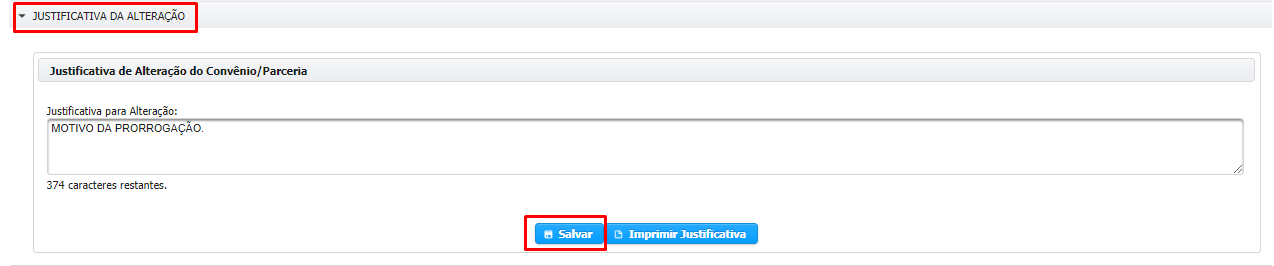 JUSTIFICATIVA DA ALTERAÇÃO
Justificativa de Alteração do Convênio/Parceria
Justificativa para Alteração:
MOTIVO DA PRORROGAÇÃO.
374 caracteres restantes.
Salvar Imprimir Justificativa